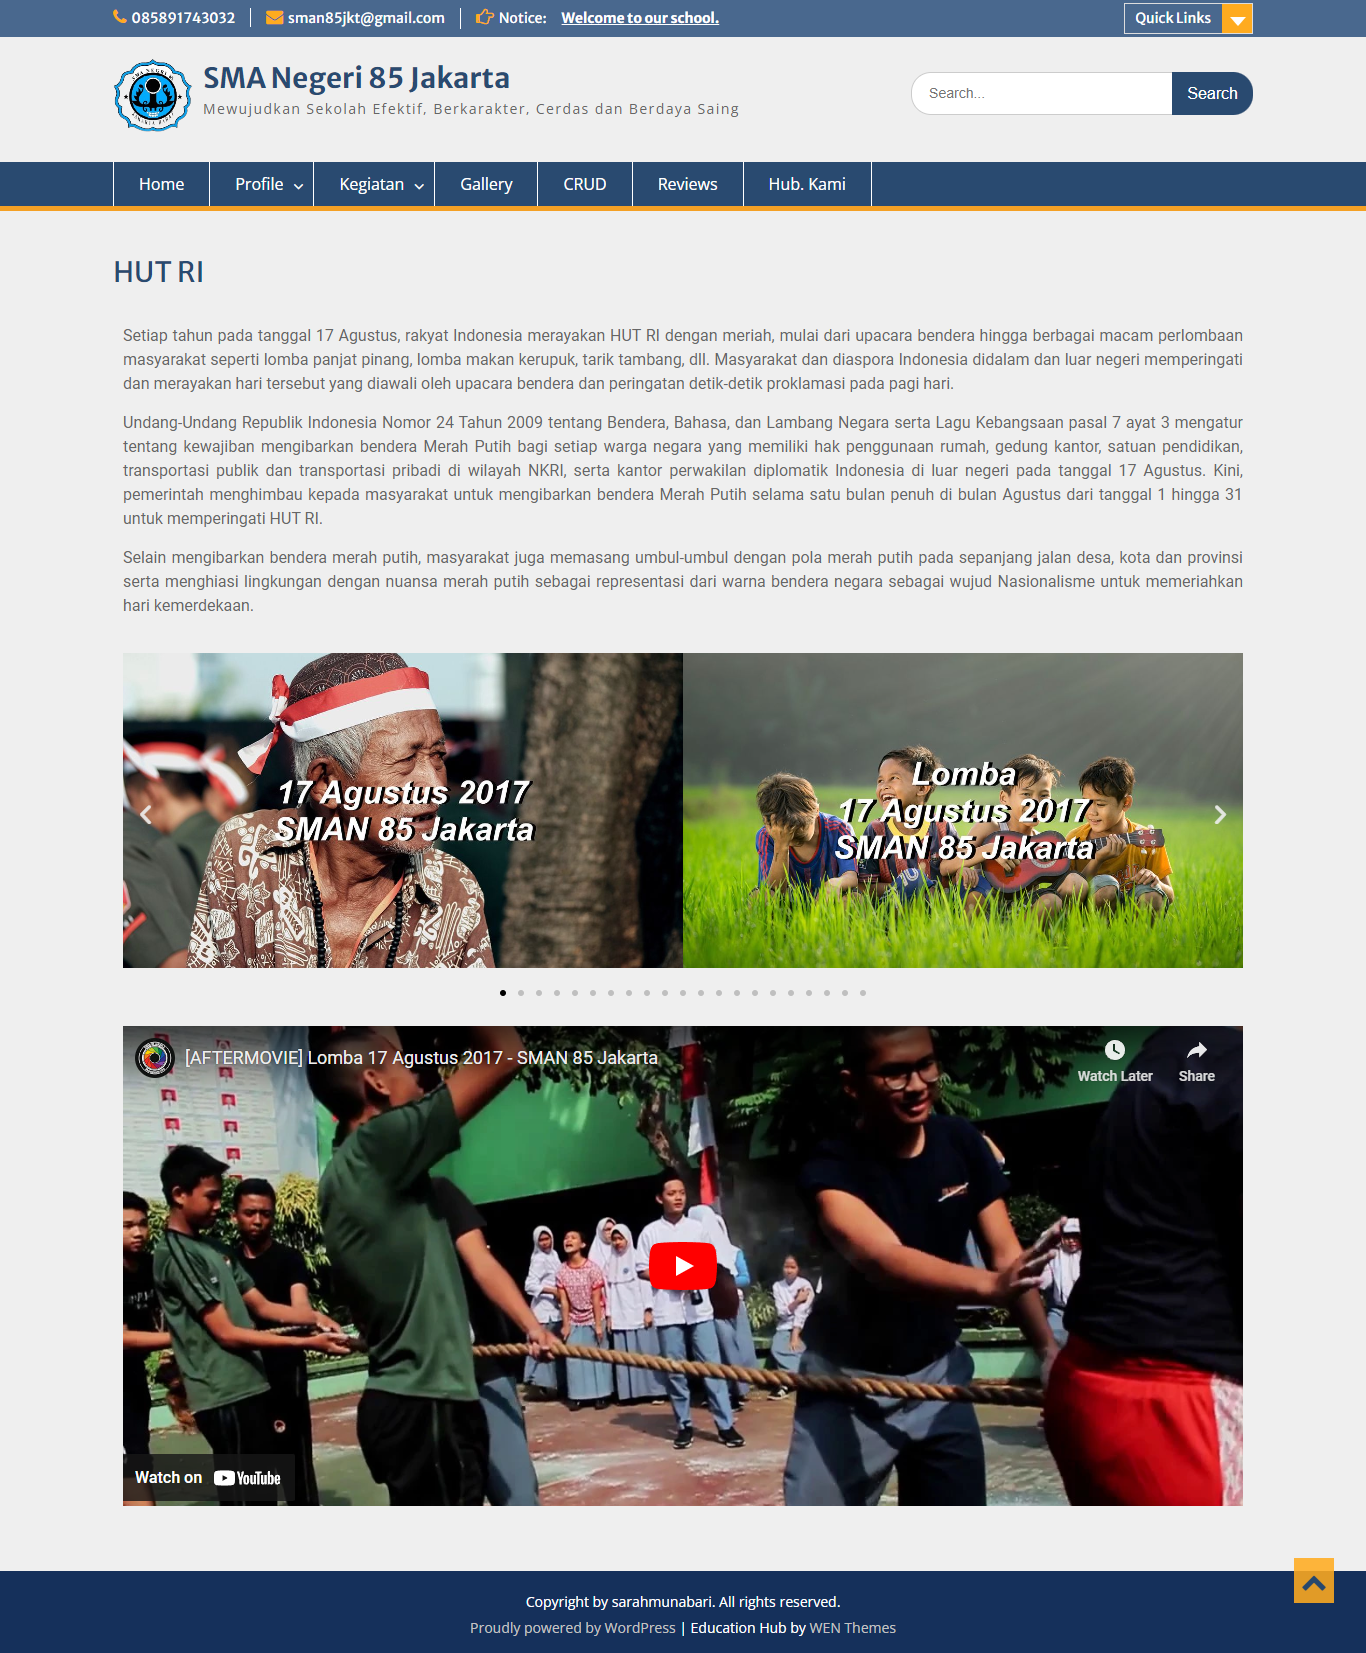 085891743032
sman85jkt@gmail.com
Notice: Welcome to our school.
Quick Links
SMA Negeri 85 Jakarta
Mewujudkan Sekolah Efektif, Berkarakter, Cerdas dan Berdaya Saing
Search...
Search
Home
Profile
Kegiatan
Gallery
CRUD
Reviews
Hub. Kami
HUT RI
Setiap tahun pada tanggal 17 Agustus, rakyat Indonesia merayakan HUT RI dengan meriah, mulai dari upacara bendera hingga berbagai macam perlombaan
masyarakat seperti lomba panjat pinang, lomba makan kerupuk, tarik tambang, dll. Masyarakat dan diaspora Indonesia didalam dan luar negeri memperingati
dan merayakan hari tersebut yang diawali oleh upacara bendera dan peringatan detik-detik proklamasi pada pagi hari.
Undang-Undang Republik Indonesia Nomor 24 Tahun 2009 tentang Bendera, Bahasa, dan Lambang Negara serta Lagu Kebangsaan pasal 7 ayat 3 mengatur
tentang kewajiban mengibarkan bendera Merah Putih bagi setiap warga negara yang memiliki hak penggunaan rumah, gedung kantor, satuan pendidikan,
transportasi publik dan transportasi pribadi di wilayah NKRI, serta kantor perwakilan diplomatik Indonesia di luar negeri pada tanggal 17 Agustus. Kini,
pemerintah menghimbau kepada masyarakat untuk mengibarkan bendera Merah Putih selama satu bulan penuh di bulan Agustus dari tanggal 1 hingga 31
untuk memperingati HUT RI.
Selain mengibarkan bendera merah putih, masyarakat juga memasang umbul-umbul dengan pola merah putih pada sepanjang jalan desa, kota dan provinsi
serta menghiasi lingkungan dengan nuansa merah putih sebagai representasi dari warna bendera negara sebagai wujud Nasionalisme untuk memeriahkan
hari kemerdekaan.
17 Agustus 2017
SMAN 85 Jakarta
Lomba
17 Agustus 2017
SMAN 85 Jakarta
[AFTERMOVIE] Lomba 17 Agustus 2017 - SMAN 85 Jakarta
Watch Later
Share
Watch on YouTube
Copyright by sarahmunabari. All rights reserved.
Proudly powered by WordPress | Education Hub by WEN Themes